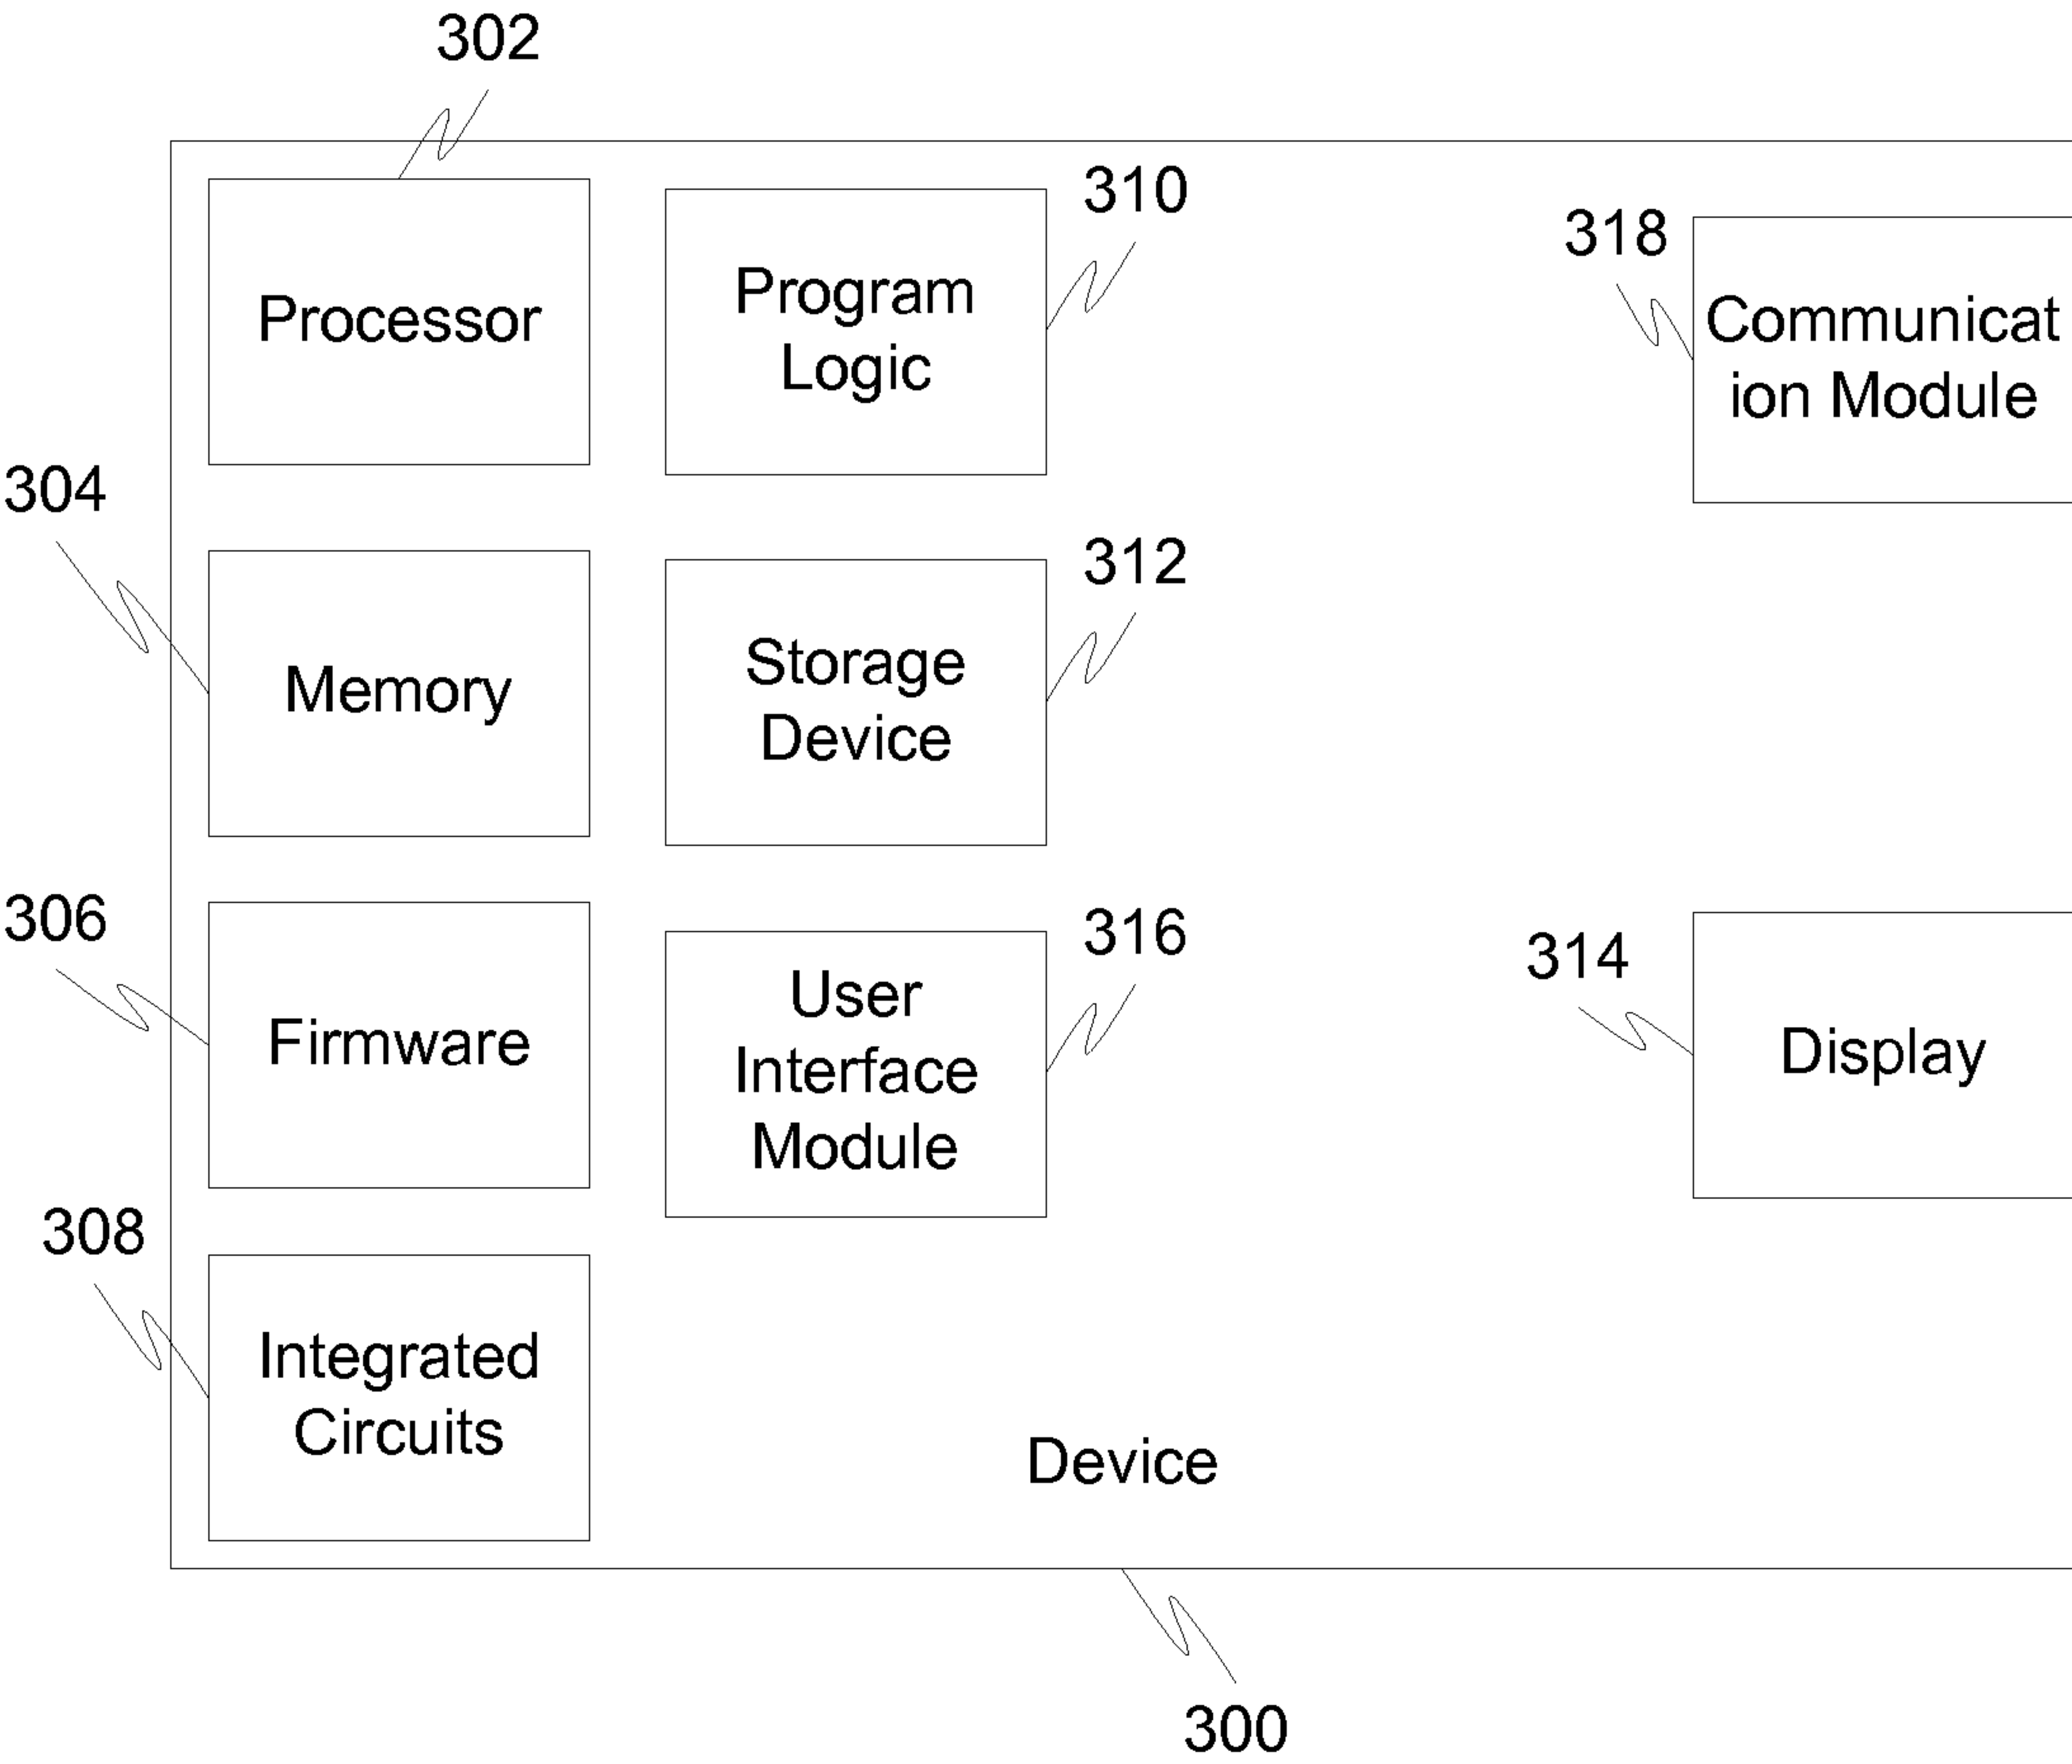 302
310
318
Processor
Program
Logic
Communicat
ion Module
304
312
Memory
Storage
Device
306
316
314
Firmware
User
Interface
Module
Display
308
Integrated
Circuits
Device
300